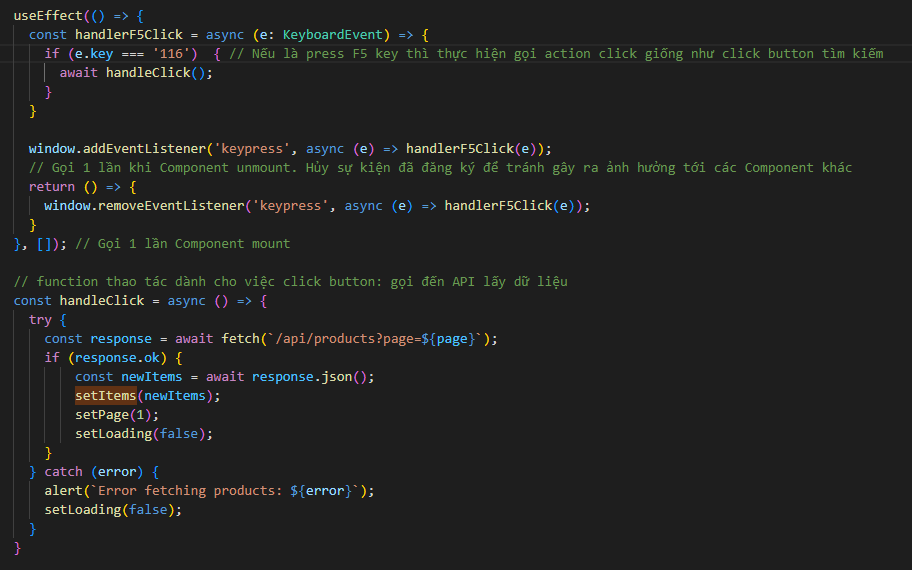 useEffect(() => {
  const handlerF5Click = async (e: KeyboardEvent) => {
    if (e.key === '116')  { // Nếu là press F5 key thì thực hiện gọi action click giống như click button tìm kiếm
      await handleClick();
    }
  }

  window.addEventListener('keypress', async (e) => handlerF5Click(e));
  // Gọi 1 lần khi Component unmount. Hủy sự kiện đã đăng ký để tránh gây ra ảnh hưởng tới các Component khác
  return () => {
    window.removeEventListener('keypress', async (e) => handlerF5Click(e));
  }
}, []); // Gọi 1 lần Component mount

// function thao tác dành cho việc click button: gọi đến API lấy dữ liệu
const handleClick = async () => {
  try {
    const response = await fetch(`/api/products?page=${page}`);
    if (response.ok) {
        const newItems = await response.json();
        setItems(newItems);
        setPage(1);
        setLoading(false);
    }
  } catch (error) {
    alert(`Error fetching products: ${error}`);
    setLoading(false);
  }
}